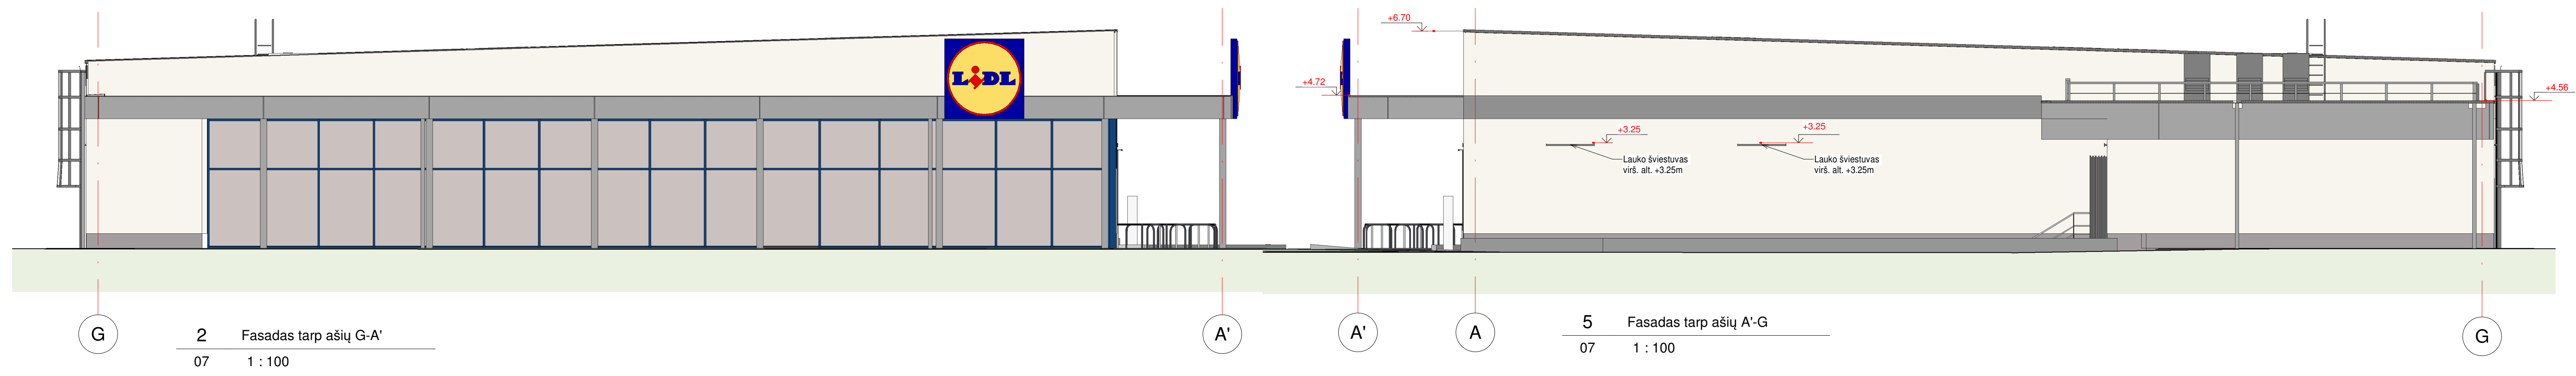 LIDL
G
A'
2 Fasadas tarp ašių G-A'
07 1 : 100
+6.70
+4.72
+3.25
+3.25
+4.56
Lauko šviestuvas
virš. alt. +3.25m
Lauko šviestuvas
virš. alt. +3.25m
A'
A
G
5 Fasadas tarp ašių A'-G
07 1 : 100